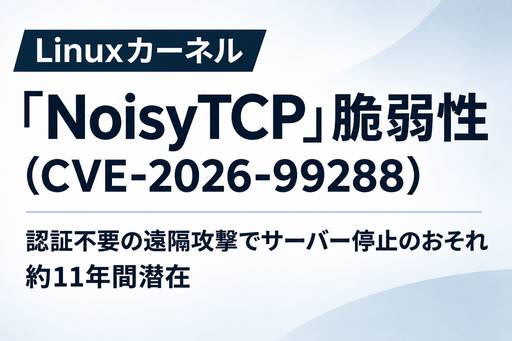 Linuxカーネル
「NoisyTCP」脆弱性
（CVE-2026-99288）
認証不要の遠隔攻撃でサーバー停止のおそれ
約11年間潜在